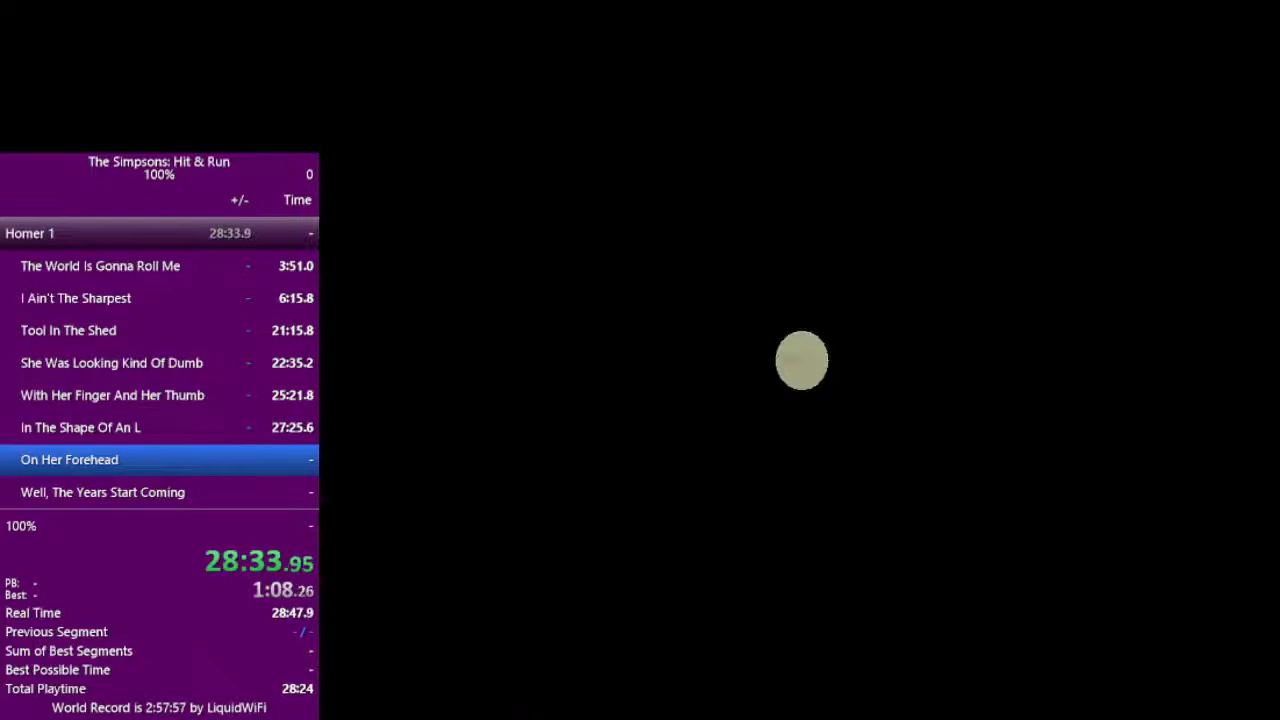 The Simpsons: Hit & Run
100% 0
+/- Time
Homer 1 28:33.9 -
The World Is Gonna Roll Me - 3:51.0
I Ain't The Sharpest - 6:15.8
Tool In The Shed - 21:15.8
She Was Looking Kind Of Dumb - 22:35.2
With Her Finger And Her Thumb - 25:21.8
In The Shape Of An L - 27:25.6
On Her Forehead -
Well, The Years Start Coming -
100% -
28:33.95
PB: -
Best: - 1:08.26
Real Time 28:47.9
Previous Segment - / -
Sum of Best Segments -
Best Possible Time -
Total Playtime 28:24
World Record is 2:57:57 by LiquidWiFi